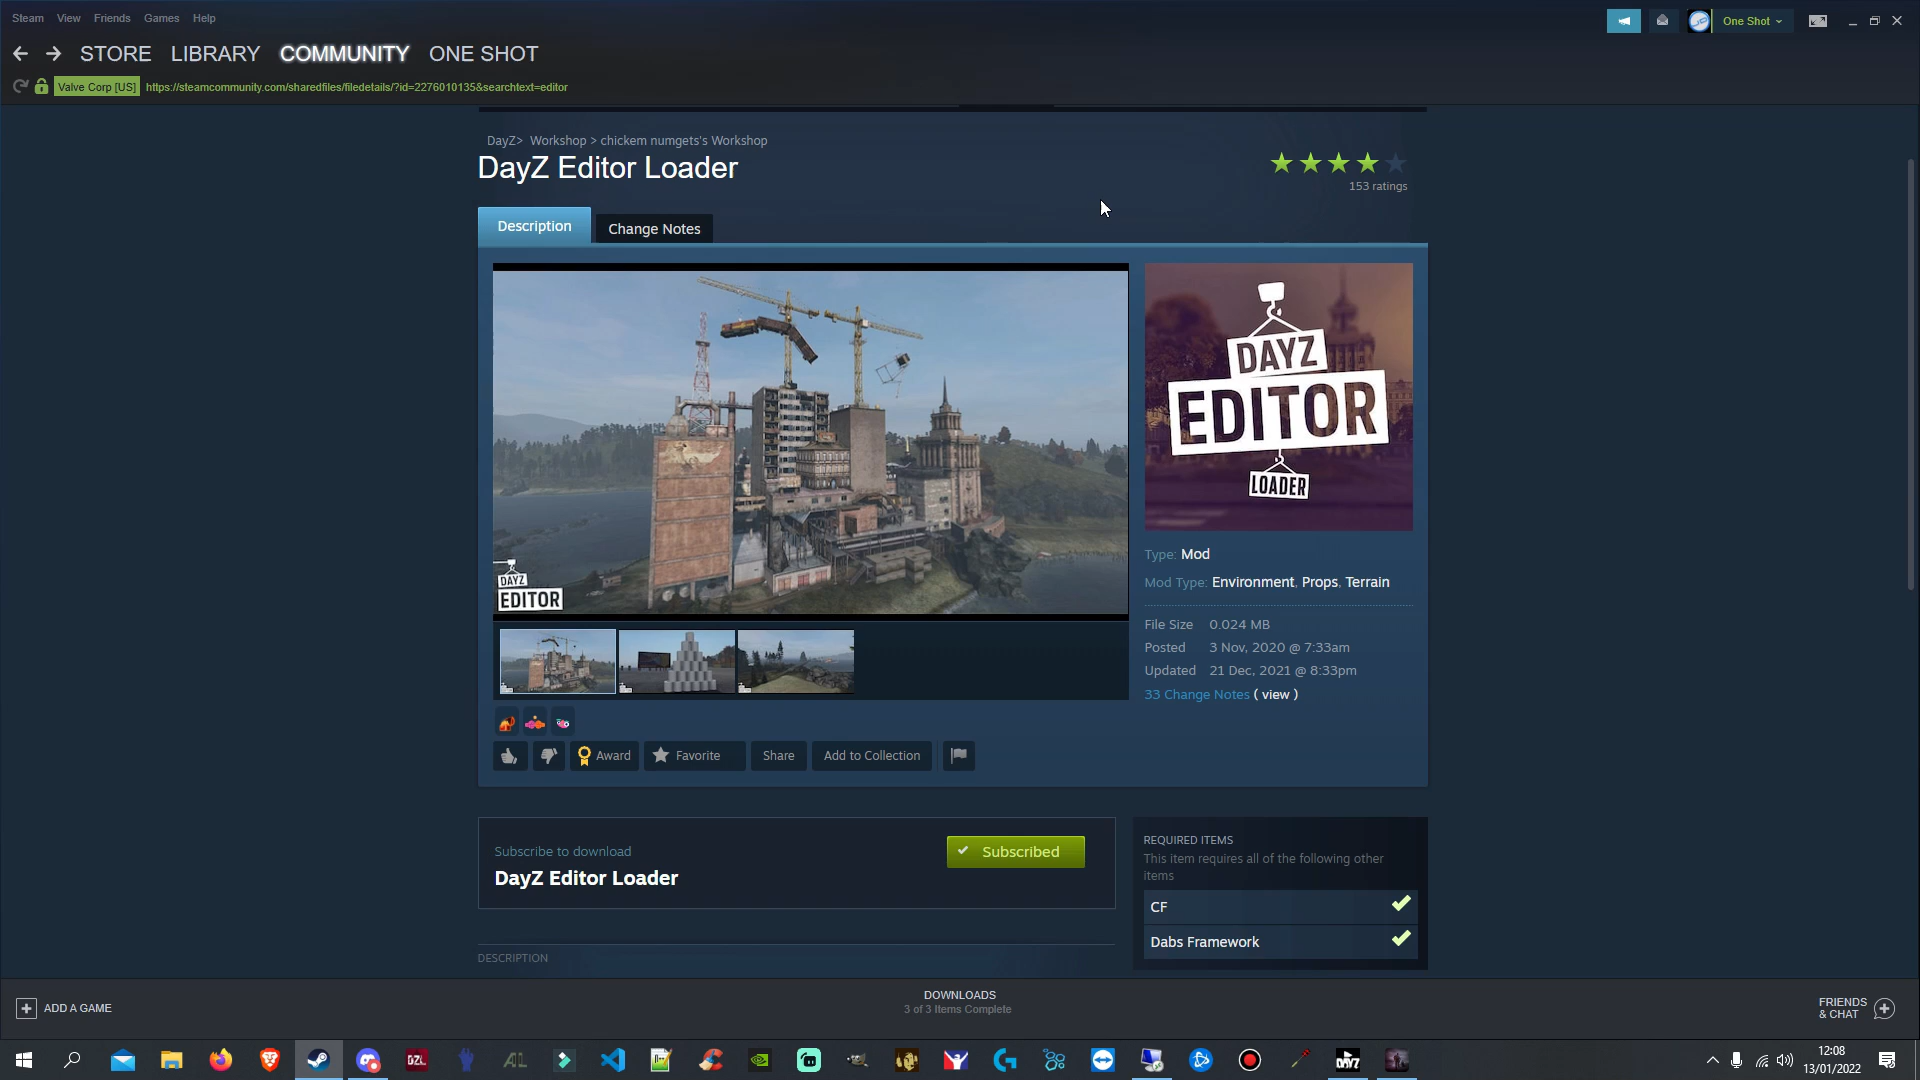 Steam View Friends Games Help
One Shot
STORE LIBRARY COMMUNITY ONE SHOT
Valve Corp [US] https://steamcommunity.com/sharedfiles/filedetails/?id=2276010135&searchtext=editor
DayZ> Workshop > chickem numgets's Workshop
DayZ Editor Loader
153 ratings
Description Change Notes
DAYZ
EDITOR
DAYZ
EDITOR
LOADER
Type: Mod
Mod Type: Environment, Props, Terrain
File Size 0.024 MB
Posted 3 Nov, 2020 @ 7:33am
Updated 21 Dec, 2021 @ 8:33pm
33 Change Notes ( view )
Award Favorite Share Add to Collection
Subscribe to download
DayZ Editor Loader
Subscribed
REQUIRED ITEMS
This item requires all of the following other
items
CF
Dabs Framework
DESCRIPTION
ADD A GAME
DOWNLOADS
3 of 3 Items Complete
FRIENDS
& CHAT
DZL
AL
DAYZ
12:08
13/01/2022